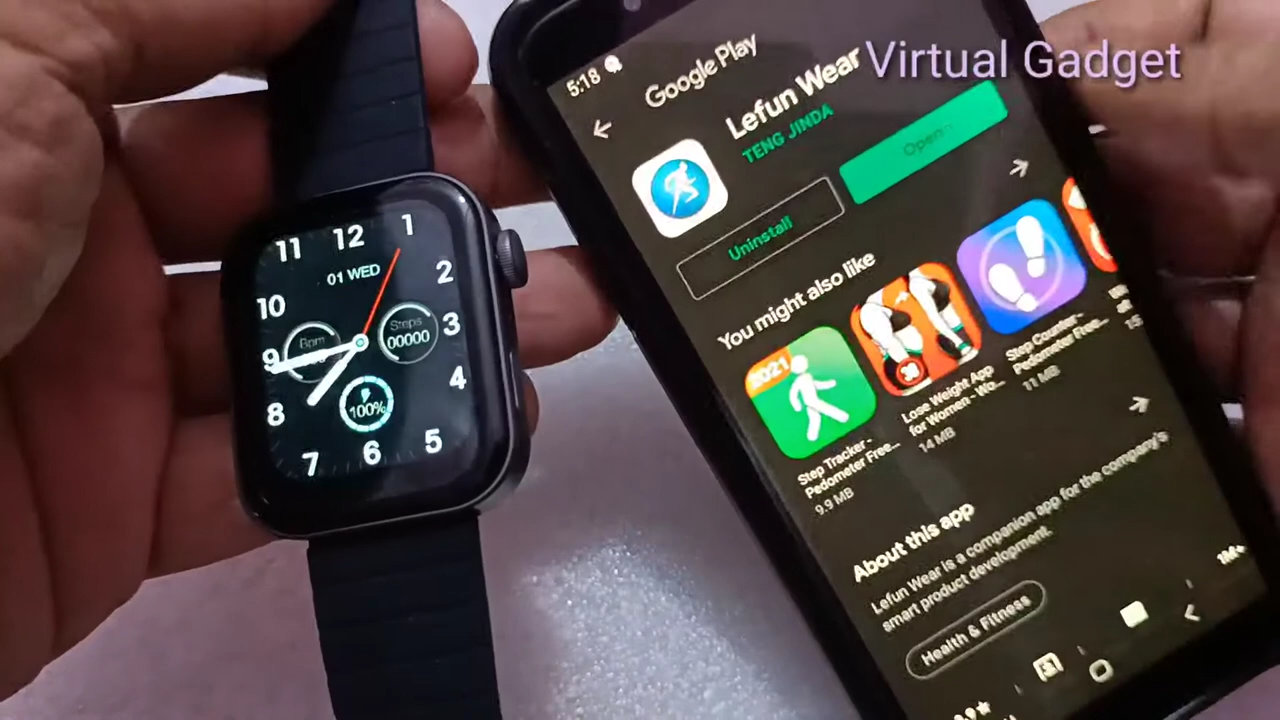 Virtual Gadget
5:18
Google Play
Lefun Wear
TENG JINDA
Open
Uninstall
You might also like
2021
Step Tracker -
Pedometer Free...
9.9 MB
Lose Weight App
for Women - Wo...
14 MB
Step Counter -
Pedometer Free...
11 MB
About this app
Lefun Wear is a companion app for the company's
smart product development.
Health & Fitness
1M+
12
1
2
3
4
5
6
7
8
9
10
11
01 WED
Bpm
Steps
00000
100%